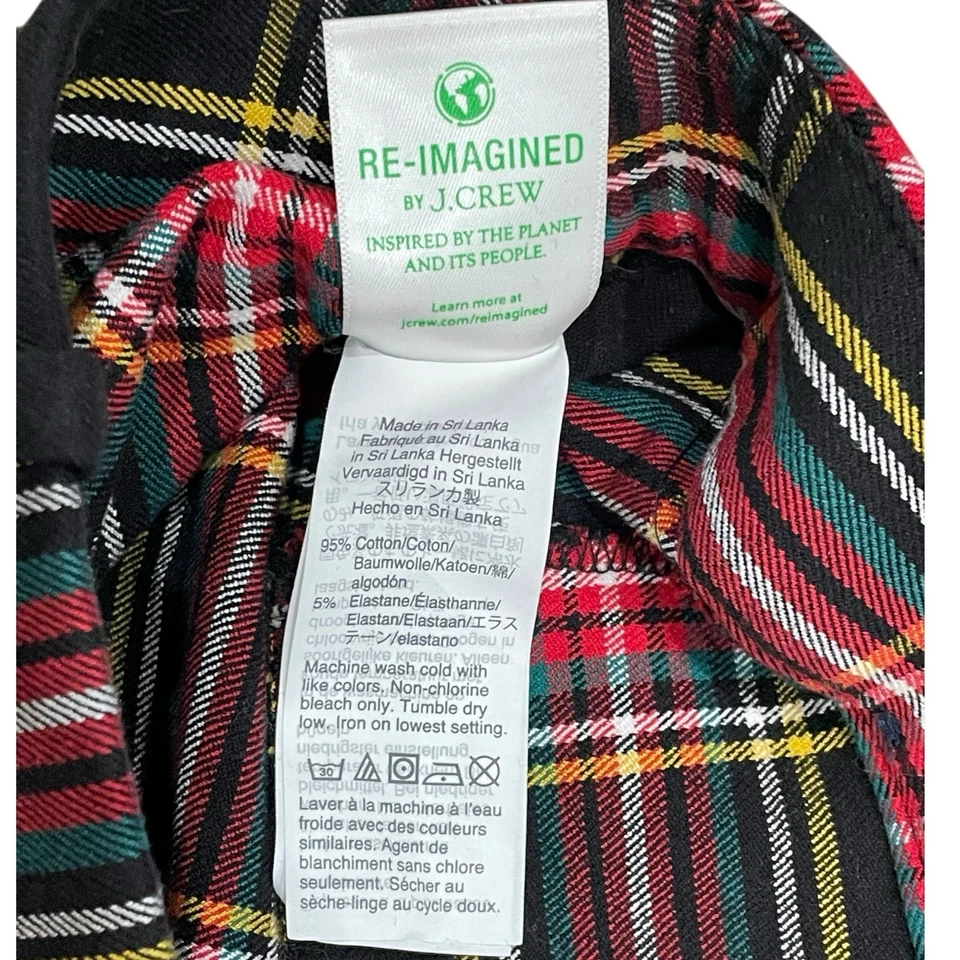 RE-IMAGINED
BY J.CREW
INSPIRED BY THE PLANET
AND ITS PEOPLE.
Learn more at
jcrew.com/reimagined
Made in Sri Lanka
Fabriqué au Sri Lanka
in Sri Lanka Hergestellt
Vervaardigd in Sri Lanka
スリランカ製
Hecho en Sri Lanka
95% Cotton/Coton/
Baumwolle/Katoen/綿/
algodón
5% Elastane/Élasthanne/
Elastan/Elastaan/エラス
テーン/elastano
Machine wash cold with
like colors. Non-chlorine
bleach only. Tumble dry
low. Iron on lowest setting.
30
Laver à la machine à l'eau
froide avec des couleurs
similaires. Agent de
blanchiment sans chlore
seulement. Sécher au
sèche-linge au cycle doux.